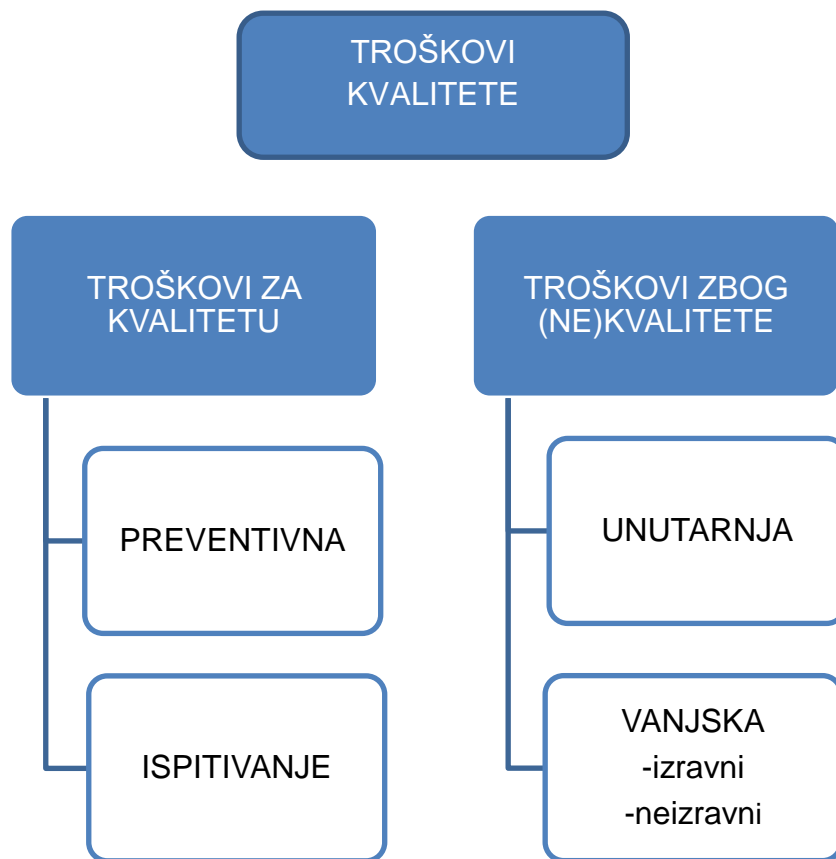 TROŠKOVI
KVALITETE
TROŠKOVI ZA
KVALITETU
PREVENTIVNA
ISPITIVANJE
TROŠKOVI ZBOG
(NE)KVALITETE
UNUTARNJA
VANJSKA
-izravni
-neizravni